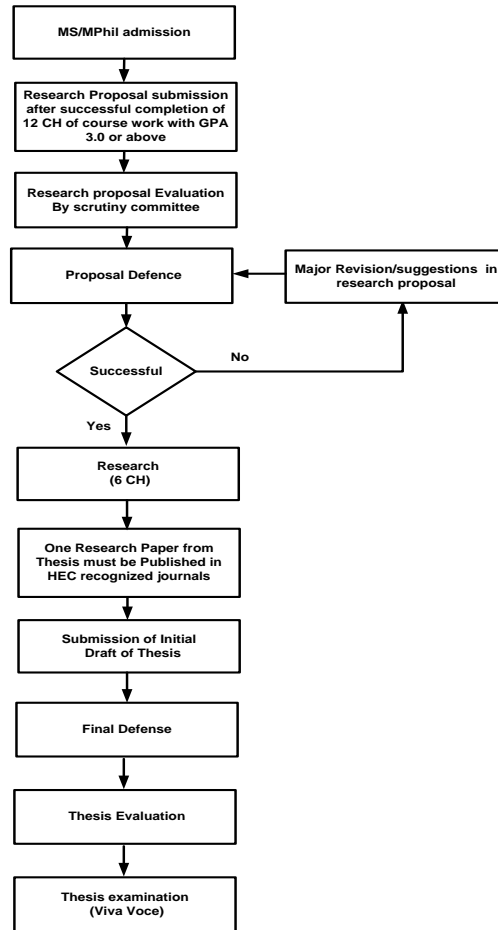 MS/MPhil admission
Research Proposal submission
after successful completion of
12 CH of course work with GPA
3.0 or above
Research proposal Evaluation
By scrutiny committee
Proposal Defence
Major Revision/suggestions in
research proposal
Successful
No
Yes
Research
(6 CH)
One Research Paper from
Thesis must be Published in
HEC recognized journals
Submission of Initial
Draft of Thesis
Final Defense
Thesis Evaluation
Thesis examination
(Viva Voce)